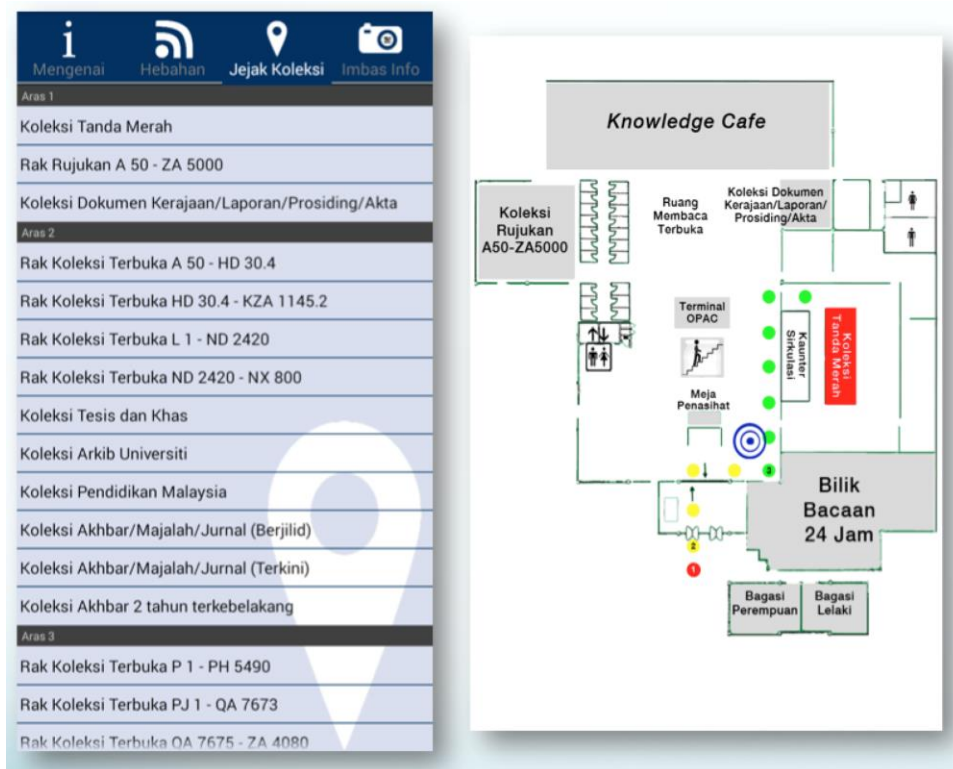 i
Mengenai
Hebahan
Jejak Koleksi
Imbas Info
Aras 1
Koleksi Tanda Merah
Rak Rujukan A 50 - ZA 5000
Koleksi Dokumen Kerajaan/Laporan/Prosiding/Akta
Aras 2
Rak Koleksi Terbuka A 50 - HD 30.4
Rak Koleksi Terbuka HD 30.4 - KZA 1145.2
Rak Koleksi Terbuka L 1 - ND 2420
Rak Koleksi Terbuka ND 2420 - NX 800
Koleksi Tesis dan Khas
Koleksi Arkib Universiti
Koleksi Pendidikan Malaysia
Koleksi Akhbar/Majalah/Jurnal (Berjilid)
Koleksi Akhbar/Majalah/Jurnal (Terkini)
Koleksi Akhbar 2 tahun terkebelakang
Aras 3
Rak Koleksi Terbuka P 1 - PH 5490
Rak Koleksi Terbuka PJ 1 - QA 7673
Rak Koleksi Terbuka QA 7675 - ZA 4080
Knowledge Cafe
Koleksi
Rujukan
A50-ZA5000
Ruang
Membaca
Terbuka
Koleksi Dokumen
Kerajaan/Laporan/
Prosiding/Akta
Terminal
OPAC
Kaunter
Sirkulasi
Koleksi
Tanda Merah
Meja
Penasihat
3
Bilik
Bacaan
24 Jam
2
1
Bagasi
Perempuan
Bagasi
Lelaki